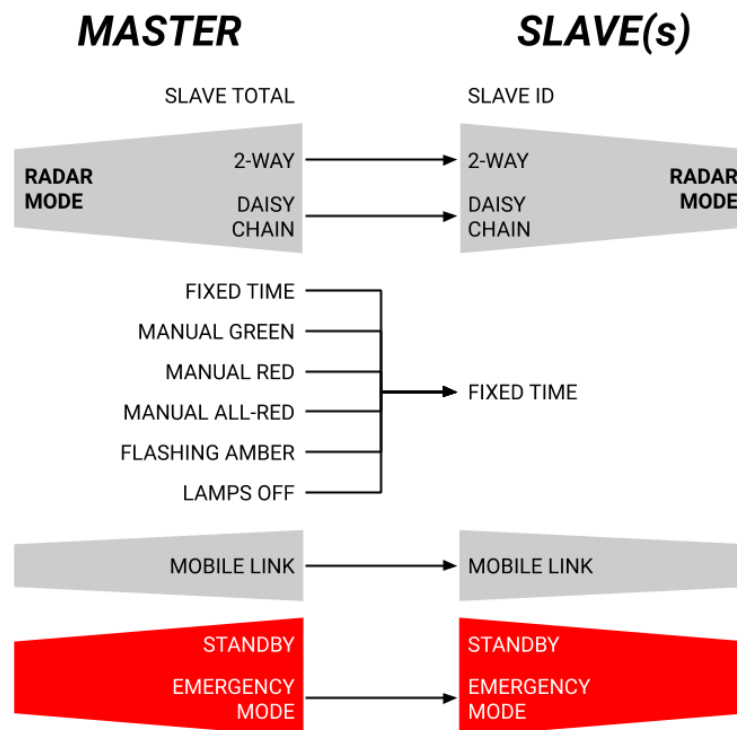 MASTER
SLAVE(s)
SLAVE TOTAL
SLAVE ID
RADAR
MODE
2-WAY
DAISY
CHAIN
2-WAY
DAISY
CHAIN
RADAR
MODE
FIXED TIME
MANUAL GREEN
MANUAL RED
MANUAL ALL-RED
FLASHING AMBER
LAMPS OFF
FIXED TIME
MOBILE LINK
MOBILE LINK
STANDBY
EMERGENCY
MODE
STANDBY
EMERGENCY
MODE